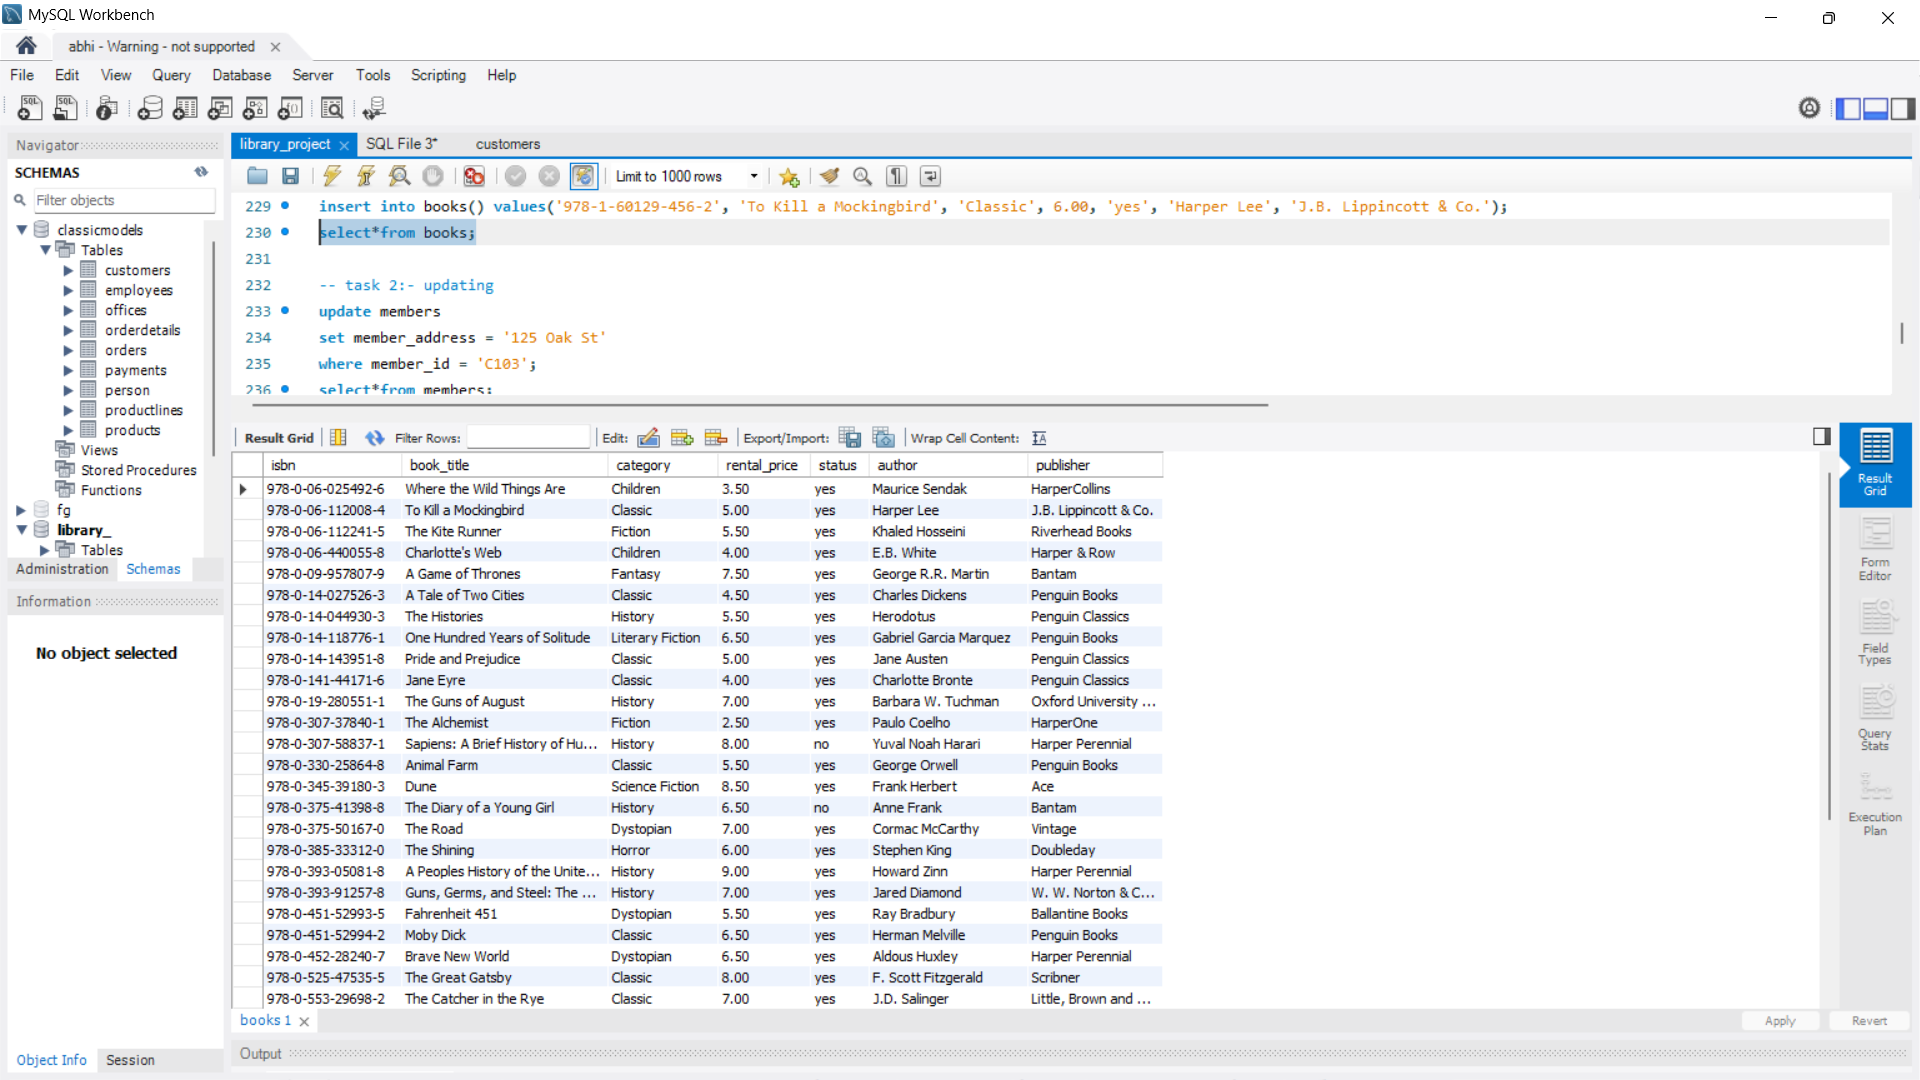 MySQL Workbench
abhi - Warning - not supported
File Edit View Query Database Server Tools Scripting Help
Navigator
SCHEMAS
Filter objects
classicmodels
Tables
customers
employees
offices
orderdetails
orders
payments
person
productlines
products
Views
Stored Procedures
Functions
fg
library_
Tables
Administration Schemas
Information
No object selected
Object Info Session
library_project SQL File 3* customers
Limit to 1000 rows
229 insert into books() values('978-1-60129-456-2', 'To Kill a Mockingbird', 'Classic', 6.00, 'yes', 'Harper Lee', 'J.B. Lippincott & Co.');
230 select*from books;
231
232 -- task 2:- updating
233 update members
234 set member_address = '125 Oak St'
235 where member_id = 'C103';
236 select*from members;
Result Grid Filter Rows: Edit: Export/Import: Wrap Cell Content:
isbn book_title category rental_price status author publisher
978-0-06-025492-6 Where the Wild Things Are Children 3.50 yes Maurice Sendak HarperCollins
978-0-06-112008-4 To Kill a Mockingbird Classic 5.00 yes Harper Lee J.B. Lippincott & Co.
978-0-06-112241-5 The Kite Runner Fiction 5.50 yes Khaled Hosseini Riverhead Books
978-0-06-440055-8 Charlotte's Web Children 4.00 yes E.B. White Harper & Row
978-0-09-957807-9 A Game of Thrones Fantasy 7.50 yes George R.R. Martin Bantam
978-0-14-027526-3 A Tale of Two Cities Classic 4.50 yes Charles Dickens Penguin Books
978-0-14-044930-3 The Histories History 5.50 yes Herodotus Penguin Classics
978-0-14-118776-1 One Hundred Years of Solitude Literary Fiction 6.50 yes Gabriel Garcia Marquez Penguin Books
978-0-14-143951-8 Pride and Prejudice Classic 5.00 yes Jane Austen Penguin Classics
978-0-141-44171-6 Jane Eyre Classic 4.00 yes Charlotte Bronte Penguin Classics
978-0-19-280551-1 The Guns of August History 7.00 yes Barbara W. Tuchman Oxford University ...
978-0-307-37840-1 The Alchemist Fiction 2.50 yes Paulo Coelho HarperOne
978-0-307-58837-1 Sapiens: A Brief History of Hu... History 8.00 no Yuval Noah Harari Harper Perennial
978-0-330-25864-8 Animal Farm Classic 5.50 yes George Orwell Penguin Books
978-0-345-39180-3 Dune Science Fiction 8.50 yes Frank Herbert Ace
978-0-375-41398-8 The Diary of a Young Girl History 6.50 no Anne Frank Bantam
978-0-375-50167-0 The Road Dystopian 7.00 yes Cormac McCarthy Vintage
978-0-385-33312-0 The Shining Horror 6.00 yes Stephen King Doubleday
978-0-393-05081-8 A Peoples History of the Unite... History 9.00 yes Howard Zinn Harper Perennial
978-0-393-91257-8 Guns, Germs, and Steel: The ... History 7.00 yes Jared Diamond W. W. Norton & C...
978-0-451-52993-5 Fahrenheit 451 Dystopian 5.50 yes Ray Bradbury Ballantine Books
978-0-451-52994-2 Moby Dick Classic 6.50 yes Herman Melville Penguin Books
978-0-452-28240-7 Brave New World Dystopian 6.50 yes Aldous Huxley Harper Perennial
978-0-525-47535-5 The Great Gatsby Classic 8.00 yes F. Scott Fitzgerald Scribner
978-0-553-29698-2 The Catcher in the Rye Classic 7.00 yes J.D. Salinger Little, Brown and ...
books 1
Apply Revert
Output
Result
Grid
Form
Editor
Field
Types
Query
Stats
Execution
Plan